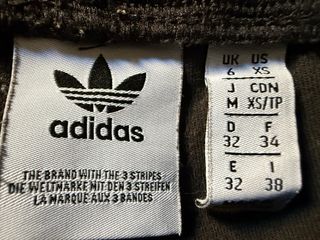 adidas
THE BRAND WITH THE 3 STRIPES
DIE WELTMARKE MIT DEN 3 STREIFEN
LA MARQUE AUX 3 BANDES
UK US
6 XS
J CDN
M XS/TP
D F
32 34
E I
32 38